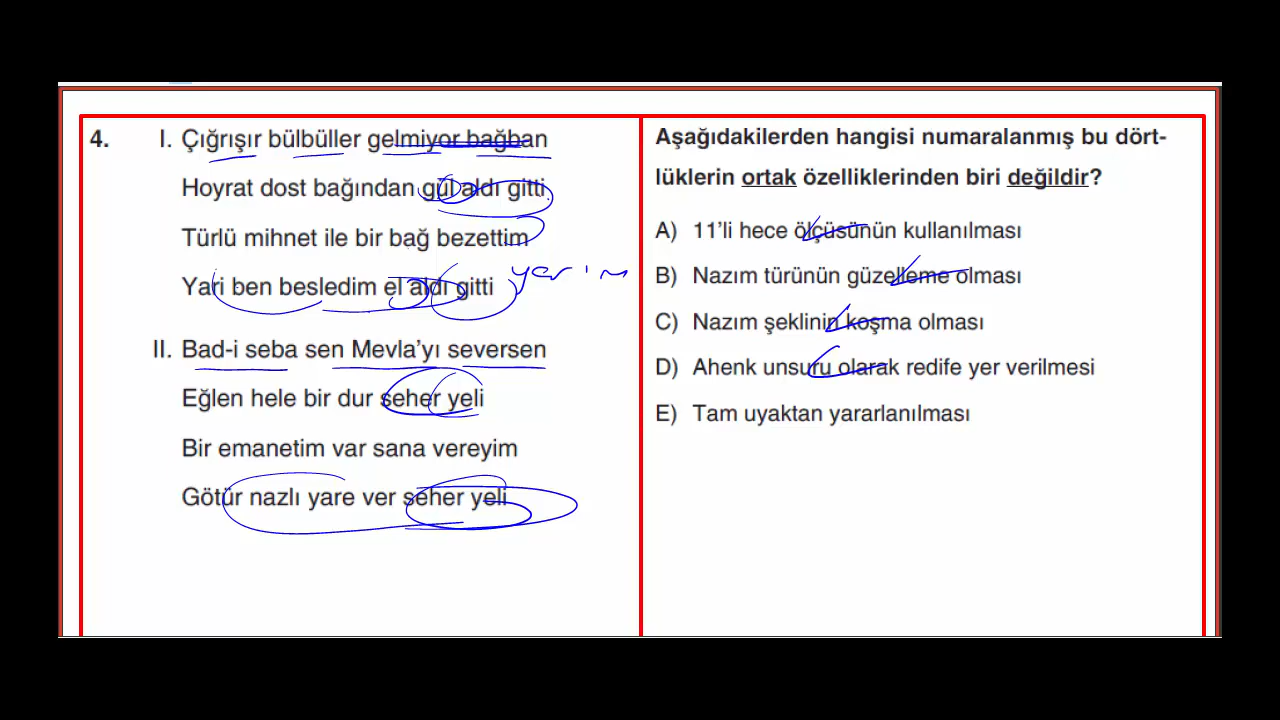 4. I. Çığrışır bülbüller gelmiyor bağban
Hoyrat dost bağından gül aldı gitti
Türlü mihnet ile bir bağ bezettim
Yari ben besledim el aldı gitti
II. Bad-i seba sen Mevla'yı seversen
Eğlen hele bir dur seher yeli
Bir emanetim var sana vereyim
Götür nazlı yare ver seher yeli
Aşağıdakilerden hangisi numaralanmış bu dört-
lüklerin ortak özelliklerinden biri değildir?
A) 11'li hece ölçüsünün kullanılması
B) Nazım türünün güzelleme olması
C) Nazım şeklinin koşma olması
D) Ahenk unsuru olarak redife yer verilmesi
E) Tam uyaktan yararlanılması